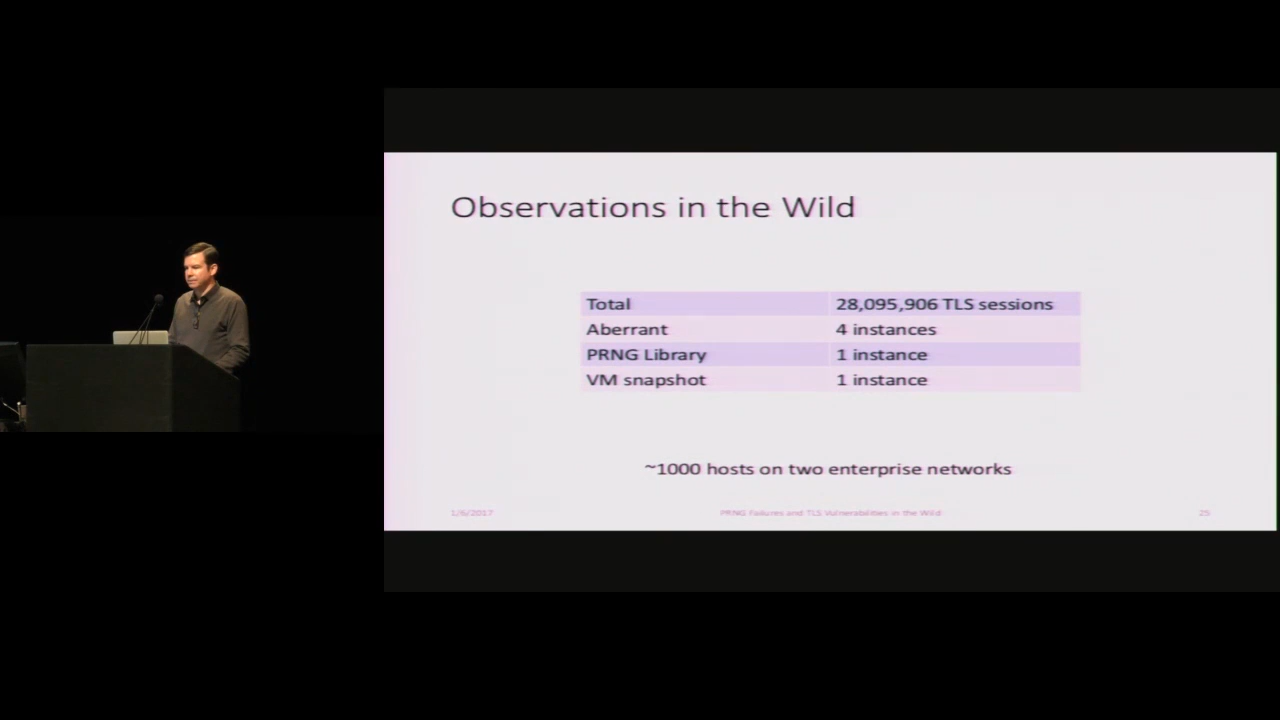 Observations in the Wild
Total 28,095,906 TLS sessions
Aberrant 4 instances
PRNG Library 1 instance
VM snapshot 1 instance
~1000 hosts on two enterprise networks
1/6/2017 PRNG Failures and TLS Vulnerabilities in the Wild 25